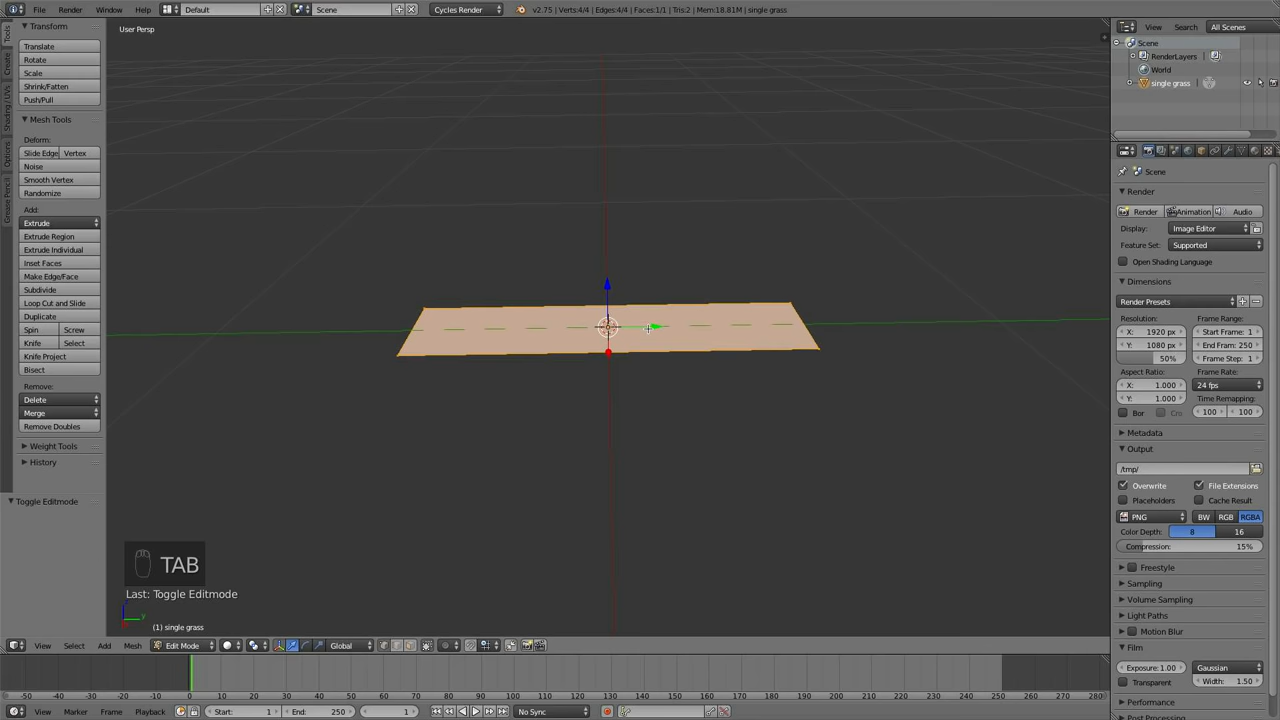 File Render Window Help Default Scene Cycles Render v2.75 | Verts:4/4 | Edges:4/4 | Faces:1/1 | Tris:2 | Mem:18.81M | single grass
Tools
Create
Shading / UVs
Options
Grease Pencil
Transform
Translate
Rotate
Scale
Shrink/Fatten
Push/Pull
Mesh Tools
Deform:
Slide Edge Vertex
Noise
Smooth Vertex
Randomize
Add:
Extrude
Extrude Region
Extrude Individual
Inset Faces
Make Edge/Face
Subdivide
Loop Cut and Slide
Duplicate
Spin Screw
Knife Select
Knife Project
Bisect
Remove:
Delete
Merge
Remove Doubles
Weight Tools
History
Toggle Editmode
User Persp
TAB
Last: Toggle Editmode
(1) single grass
View Select Add Mesh Edit Mode Global
View Search All Scenes
Scene
RenderLayers
World
single grass
Scene
Render
Render Animation Audio
Display: Image Editor
Feature Set: Supported
Open Shading Language
Dimensions
Render Presets
Resolution: Frame Range:
X: 1920 px Start Frame: 1
Y: 1080 px End Fram: 250
50% Frame Step: 1
Aspect Ratio: Frame Rate:
X: 1.000 24 fps
Y: 1.000 Time Remapping:
Bor Cro 100 100
Metadata
Output
/tmp/
Overwrite File Extensions
Placeholders Cache Result
PNG BW RGB RGBA
Color Depth: 8 16
Compression: 15%
Freestyle
Sampling
Volume Sampling
Light Paths
Motion Blur
Film
Exposure: 1.00 Gaussian
Transparent Width: 1.50
Performance
Post Processing
-50 -40 -30 -20 -10 0 10 20 30 40 50 60 70 80 90 100 110 120 130 140 150 160 170 180 190 200 210 220 230 240 250 260 270 280
View Marker Frame Playback Start: 1 End: 250 1 No Sync